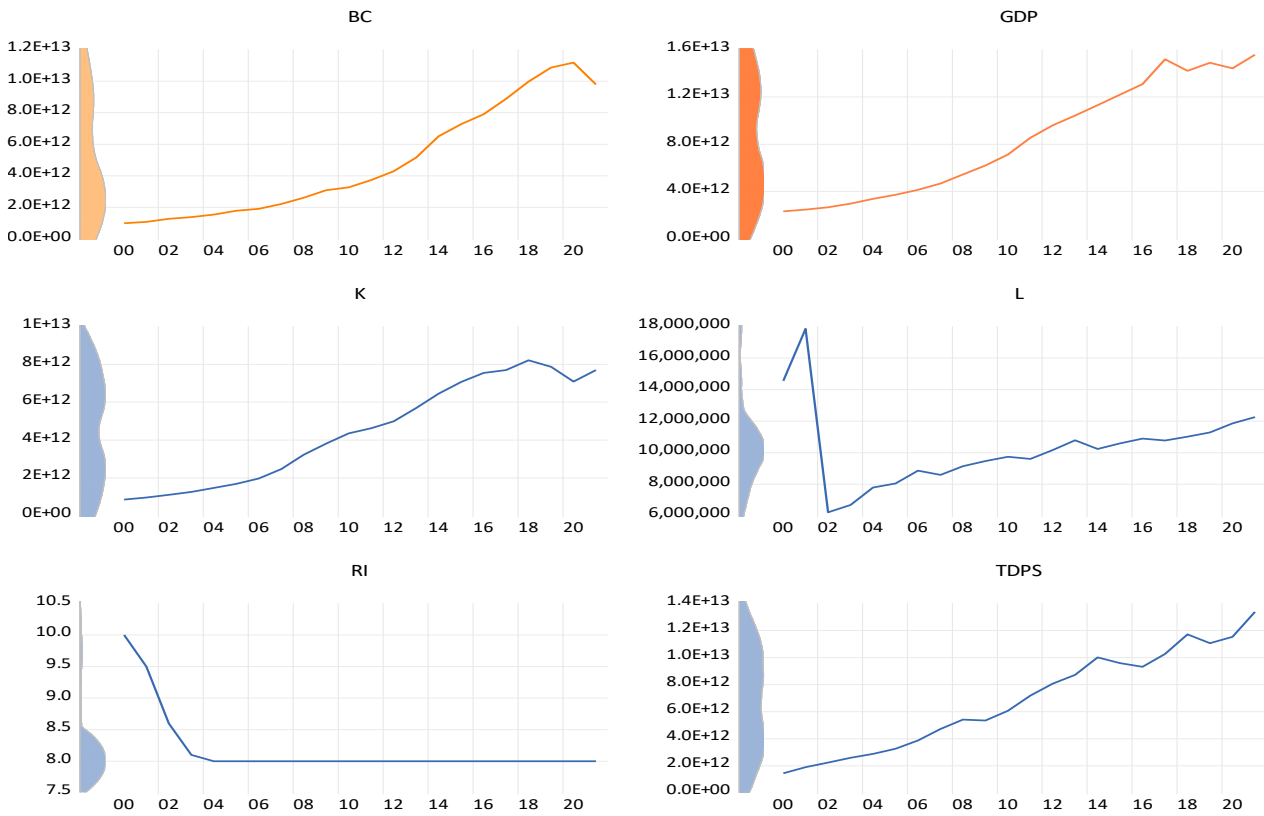 BC
1.2E+13
1.0E+13
8.0E+12
6.0E+12
4.0E+12
2.0E+12
0.0E+00
00 02 04 06 08 10 12 14 16 18 20
GDP
1.6E+13
1.2E+13
8.0E+12
4.0E+12
0.0E+00
00 02 04 06 08 10 12 14 16 18 20
K
1E+13
8E+12
6E+12
4E+12
2E+12
0E+00
00 02 04 06 08 10 12 14 16 18 20
L
18,000,000
16,000,000
14,000,000
12,000,000
10,000,000
8,000,000
6,000,000
00 02 04 06 08 10 12 14 16 18 20
RI
10.5
10.0
9.5
9.0
8.5
8.0
7.5
00 02 04 06 08 10 12 14 16 18 20
TDPS
1.4E+13
1.2E+13
1.0E+13
8.0E+12
6.0E+12
4.0E+12
2.0E+12
0.0E+00
00 02 04 06 08 10 12 14 16 18 20